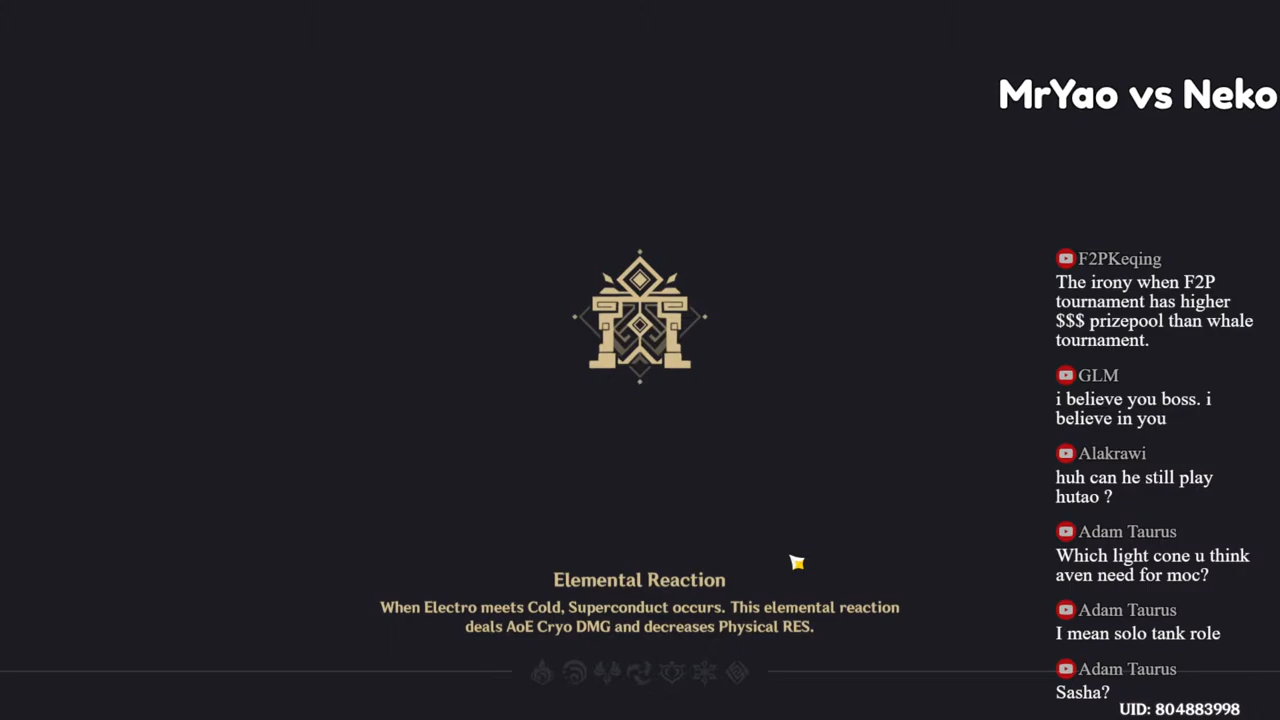 MrYao vs Neko
F2PKeqing
The irony when F2P
tournament has higher
$$$ prizepool than whale
tournament.
GLM
i believe you boss. i
believe in you
Alakrawi
huh can he still play
hutao ?
Adam Taurus
Which light cone u think
aven need for moc?
Adam Taurus
I mean solo tank role
Adam Taurus
Sasha?
Elemental Reaction
When Electro meets Cold, Superconduct occurs. This elemental reaction
deals AoE Cryo DMG and decreases Physical RES.
UID: 804883998